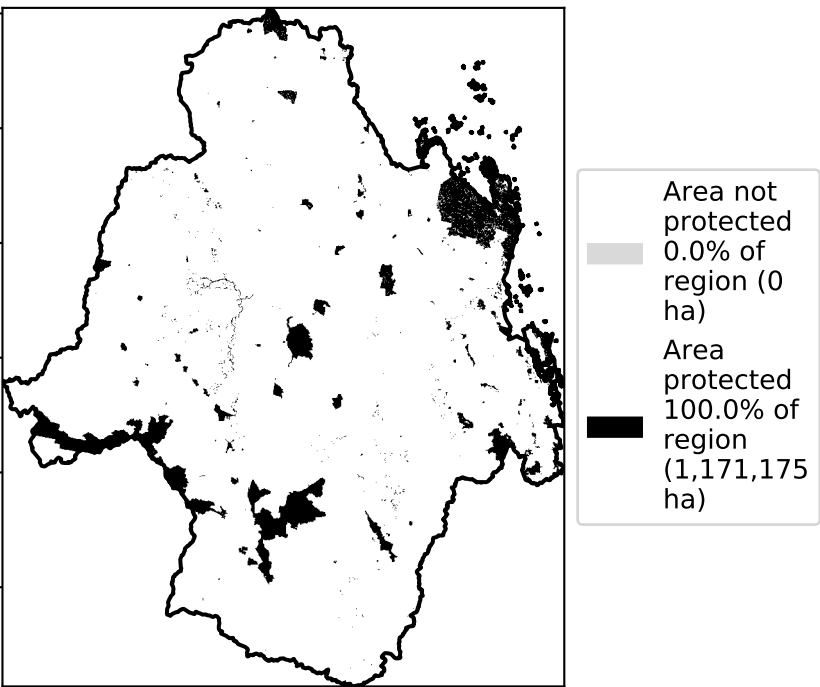 Area not
protected
0.0% of
region (0
ha)
Area
protected
100.0% of
region
(1,171,175
ha)